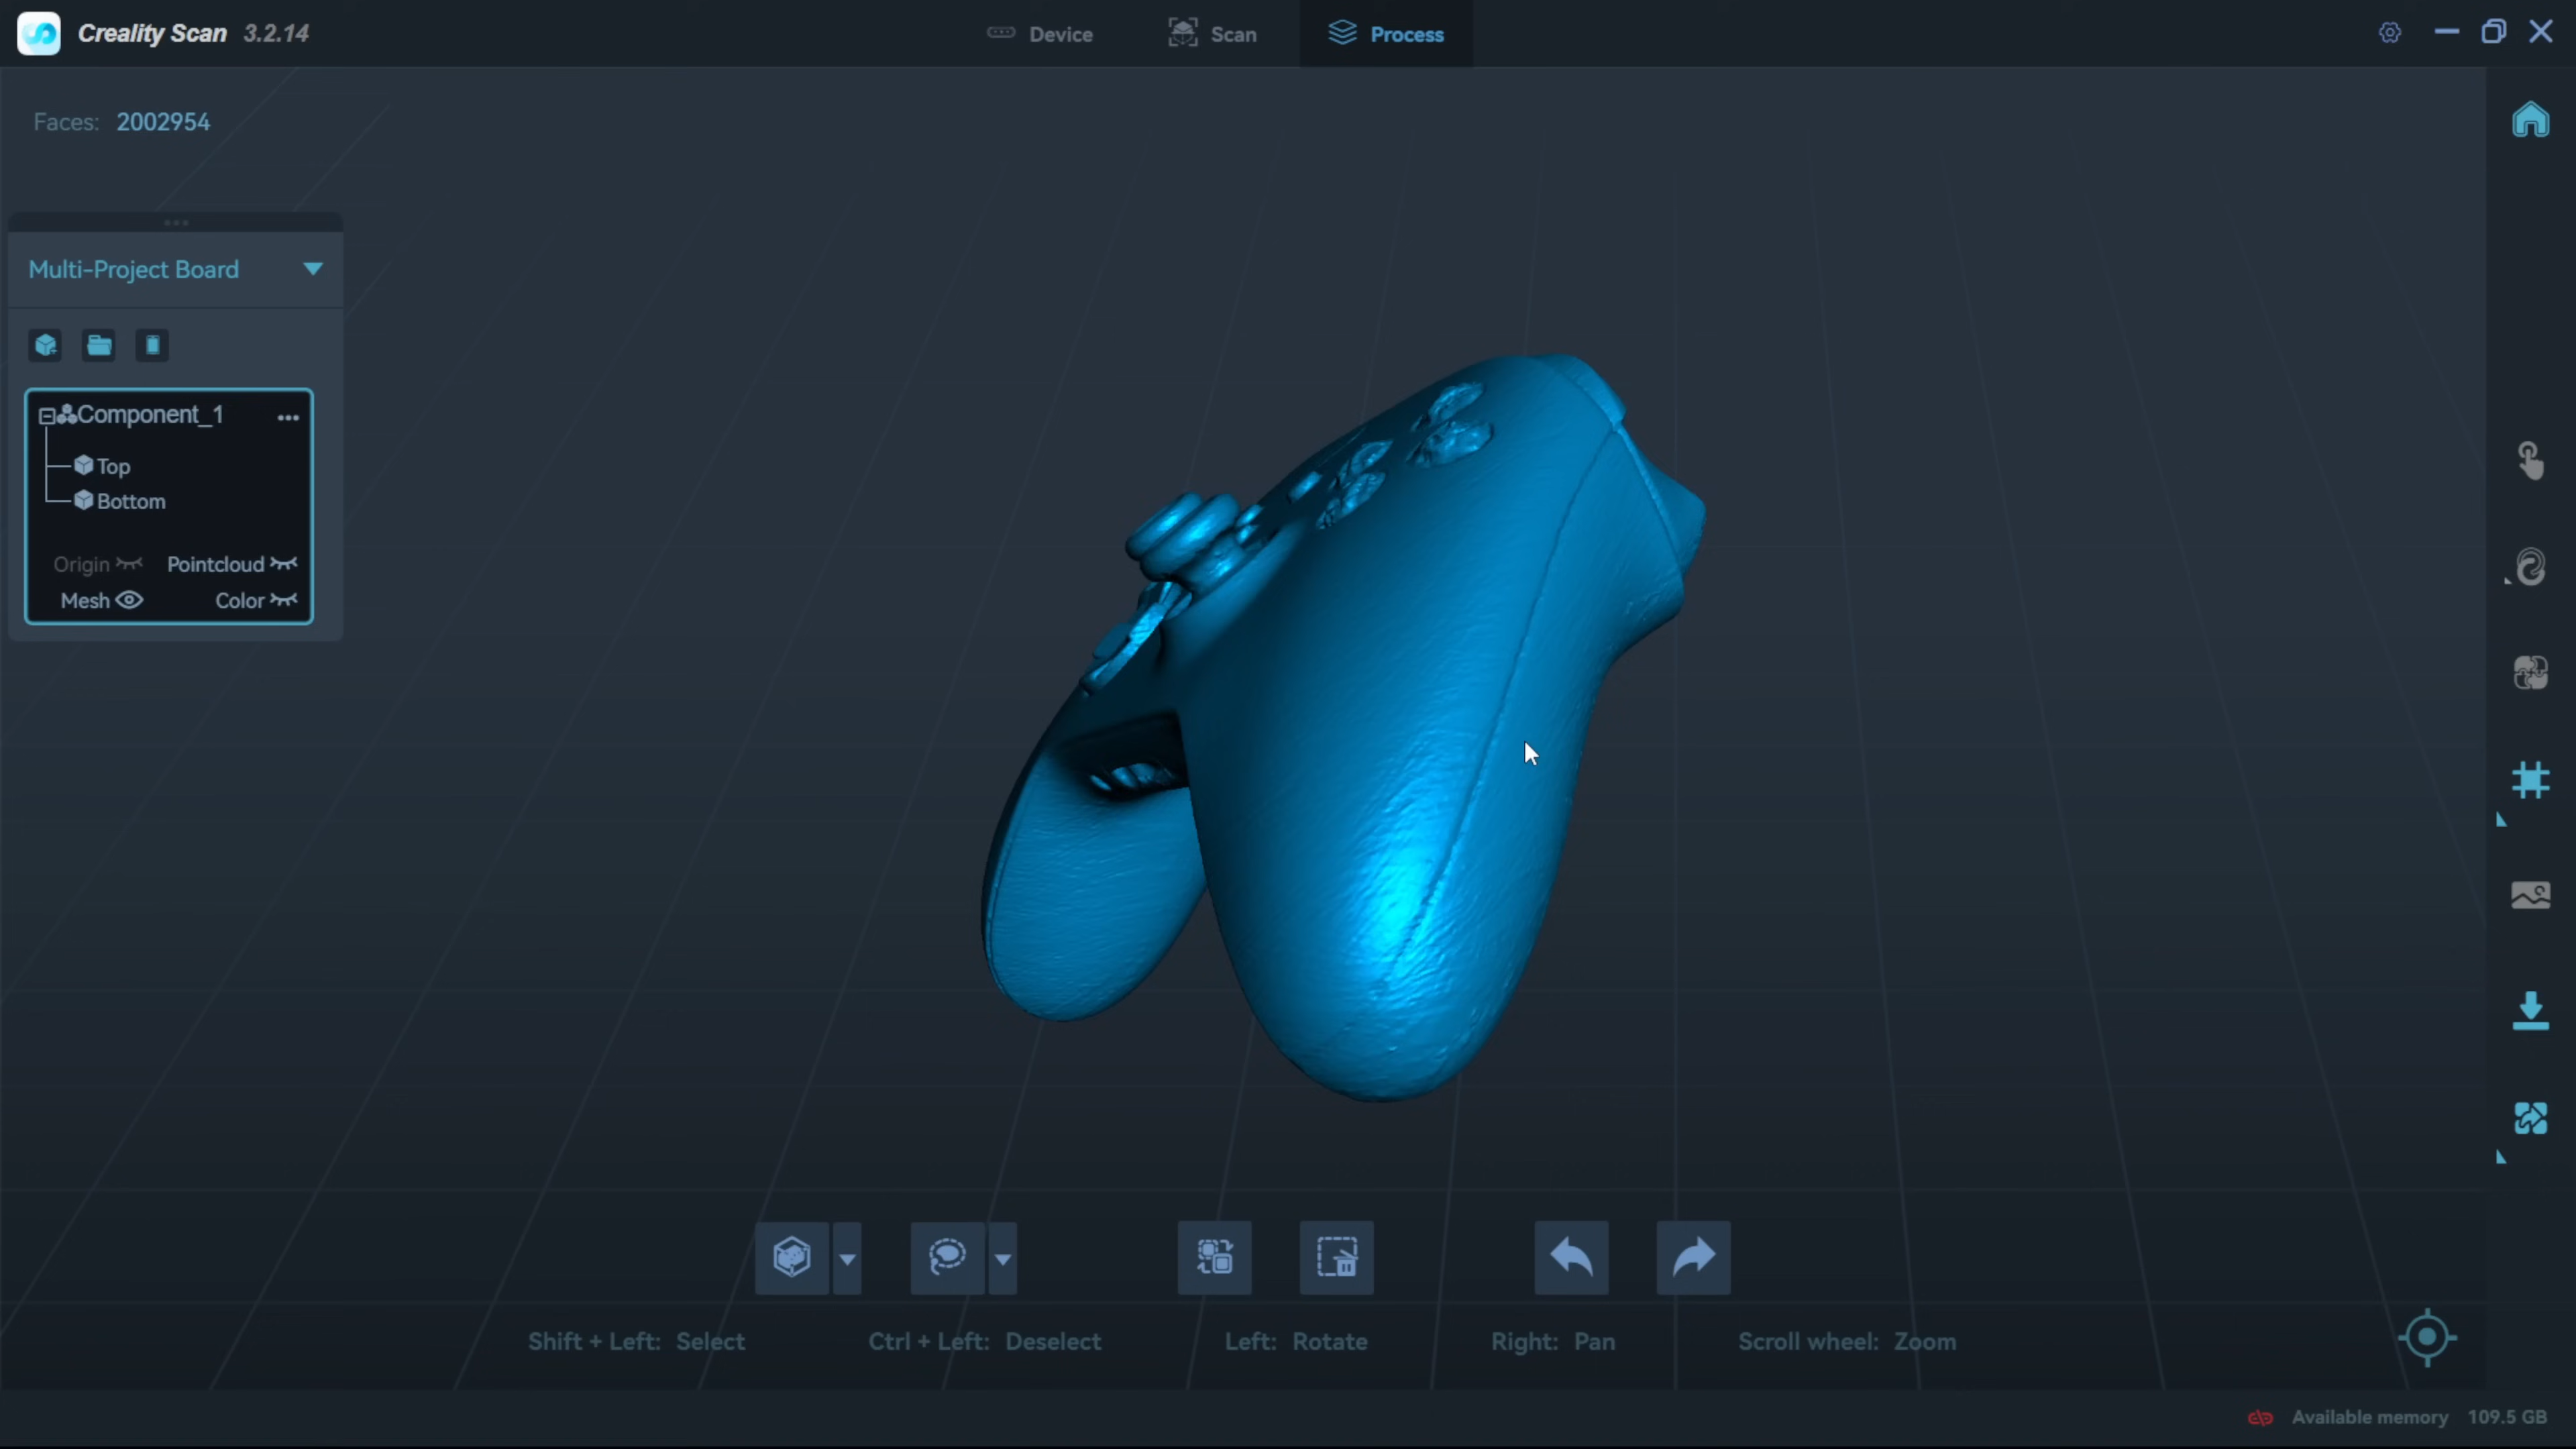 Creality Scan 3.2.14
Device
Scan
Process
Faces: 2002954
Multi-Project Board
Component_1
Top
Bottom
Origin
Pointcloud
Mesh
Color
Shift + Left: Select
Ctrl + Left: Deselect
Left: Rotate
Right: Pan
Scroll wheel: Zoom
Available memory 109.5 GB